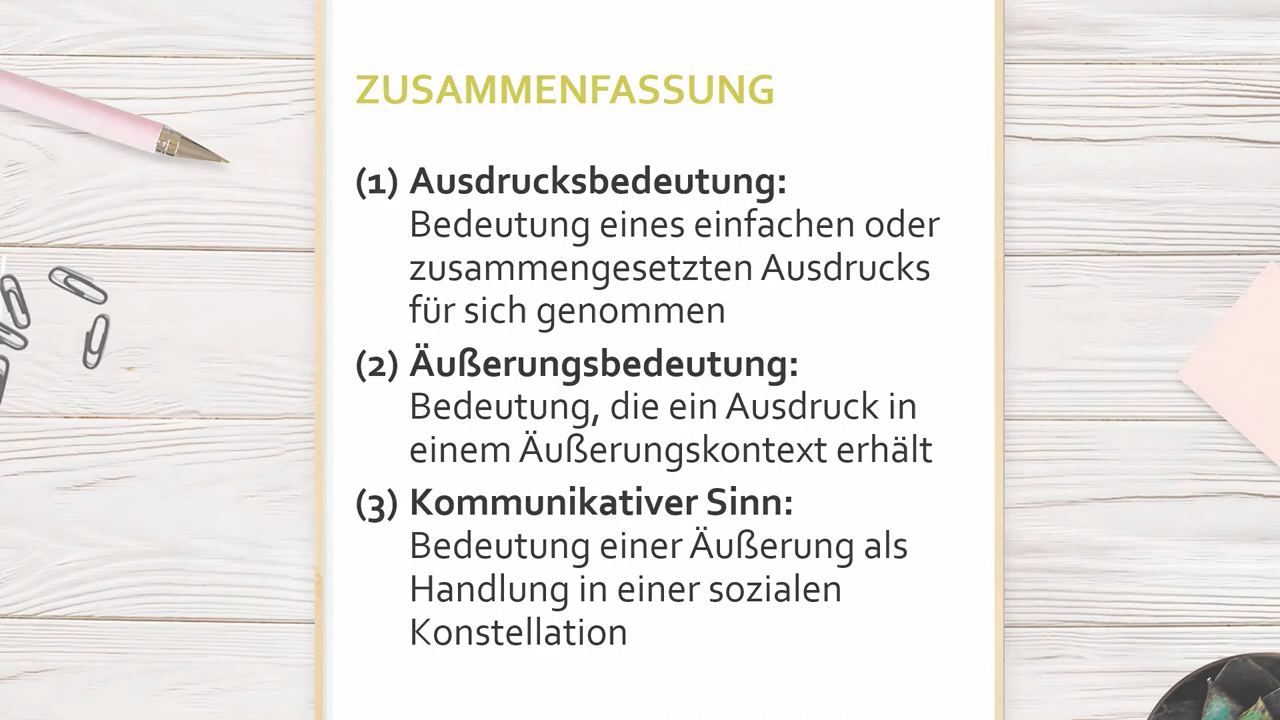 ZUSAMMENFASSUNG
(1) Ausdrucksbedeutung:
Bedeutung eines einfachen oder
zusammengesetzten Ausdrucks
für sich genommen
(2) Äußerungsbedeutung:
Bedeutung, die ein Ausdruck in
einem Äußerungskontext erhält
(3) Kommunikativer Sinn:
Bedeutung einer Äußerung als
Handlung in einer sozialen
Konstellation